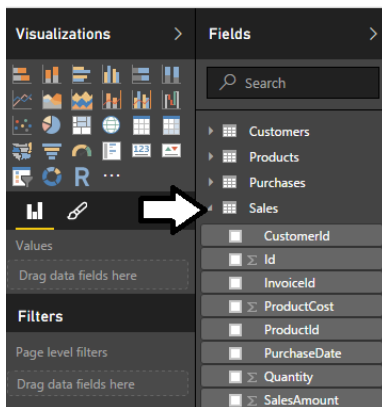 Visualizations
Fields
Search
Customers
Products
Purchases
Sales
CustomerId
Σ Id
InvoiceId
Σ ProductCost
ProductId
PurchaseDate
Σ Quantity
Σ SalesAmount
123
R ...
Values
Drag data fields here
Filters
Page level filters
Drag data fields here